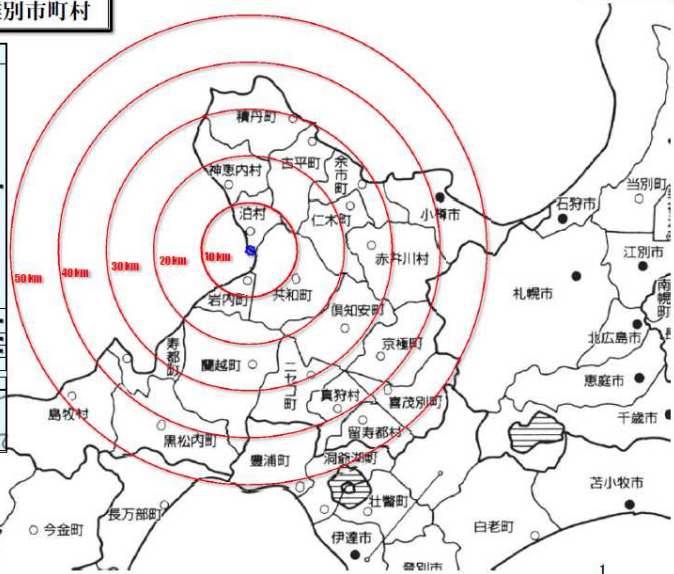 別市町村
積丹町
古平町
余市町
神恵内村
当別町
小樽市
石狩市
仁木町
泊村
赤井川村
江別市
10km
20km
30km
40km
50km
札幌市
南幌町
岩内町
共和町
倶知安町
北広島市
寿都町
蘭越町
ニセコ町
京極町
恵庭市
真狩村
喜茂別町
島牧村
千歳市
黒松内町
留寿都村
豊浦町
洞爺湖町
苫小牧市
壮瞥町
長万部町
今金町
白老町
伊達市
登別市
1